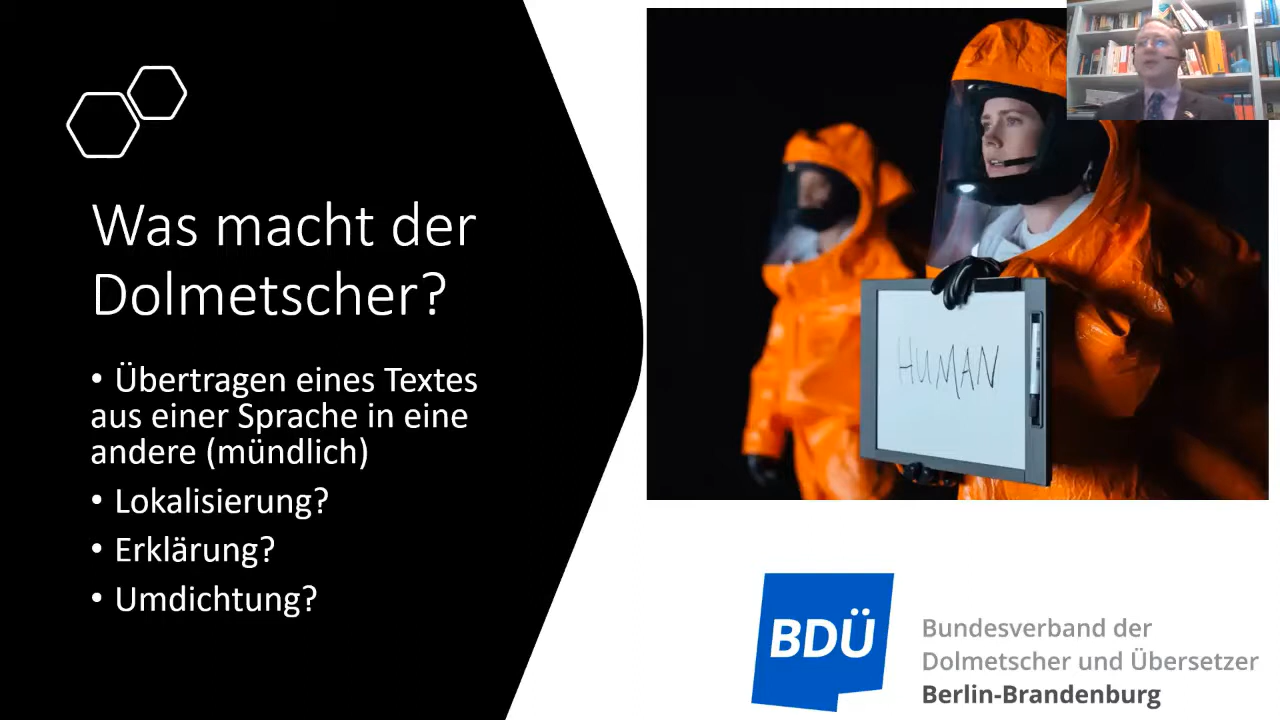 Was macht der
Dolmetscher?
• Übertragen eines Textes
aus einer Sprache in eine
andere (mündlich)
• Lokalisierung?
• Erklärung?
• Umdichtung?
HUMAN
BDÜ
Bundesverband der
Dolmetscher und Übersetzer
Berlin-Brandenburg